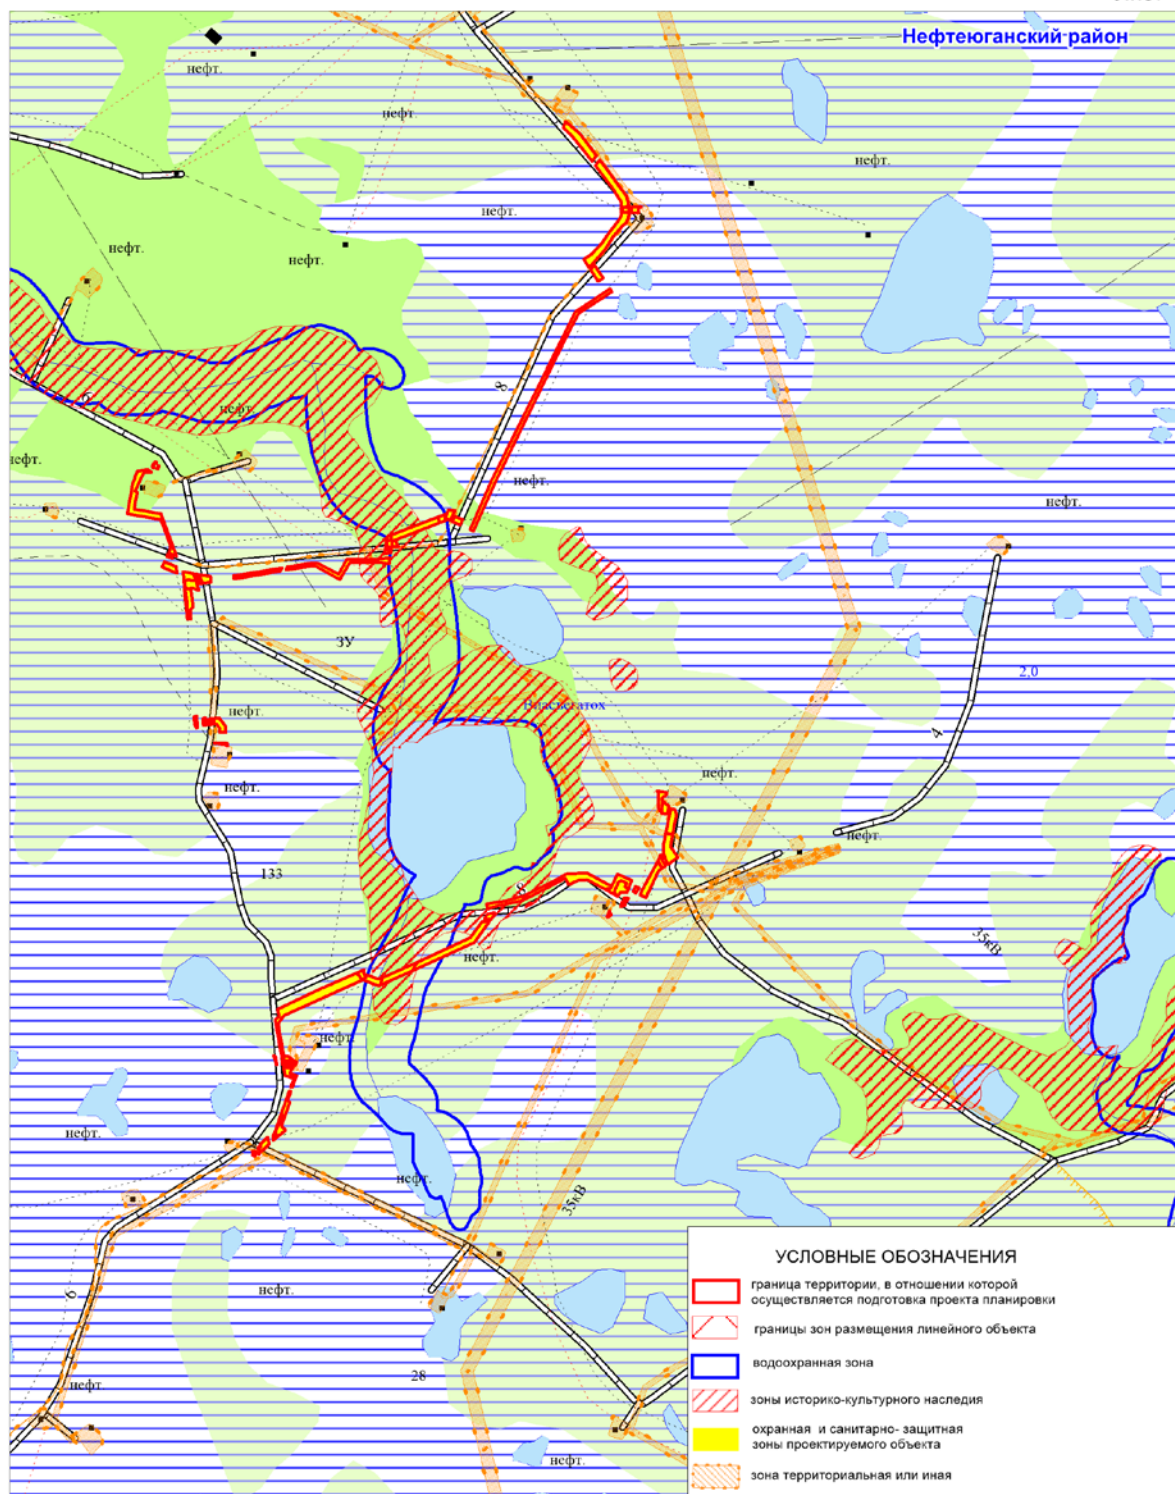 Нефтеюганский район
нефт.
нефт.
нефт.
нефт.
нефт.
нефт.
8
6
нефт.
нефт.
нефт.
нефт.
ЗУ
2,0
нефт.
4
нефт.
нефт.
нефт.
133
8
35кВ
нефт.
нефт.
нефт.
нефт.
35кВ
6
нефт.
28
нефт.
нефт.
УСЛОВНЫЕ ОБОЗНАЧЕНИЯ
граница территории, в отношении которой
осуществляется подготовка проекта планировки
границы зон размещения линейного объекта
водоохранная зона
зоны историко-культурного наследия
охранная и санитарно- защитная
зоны проектируемого объекта
зона территориальная или иная